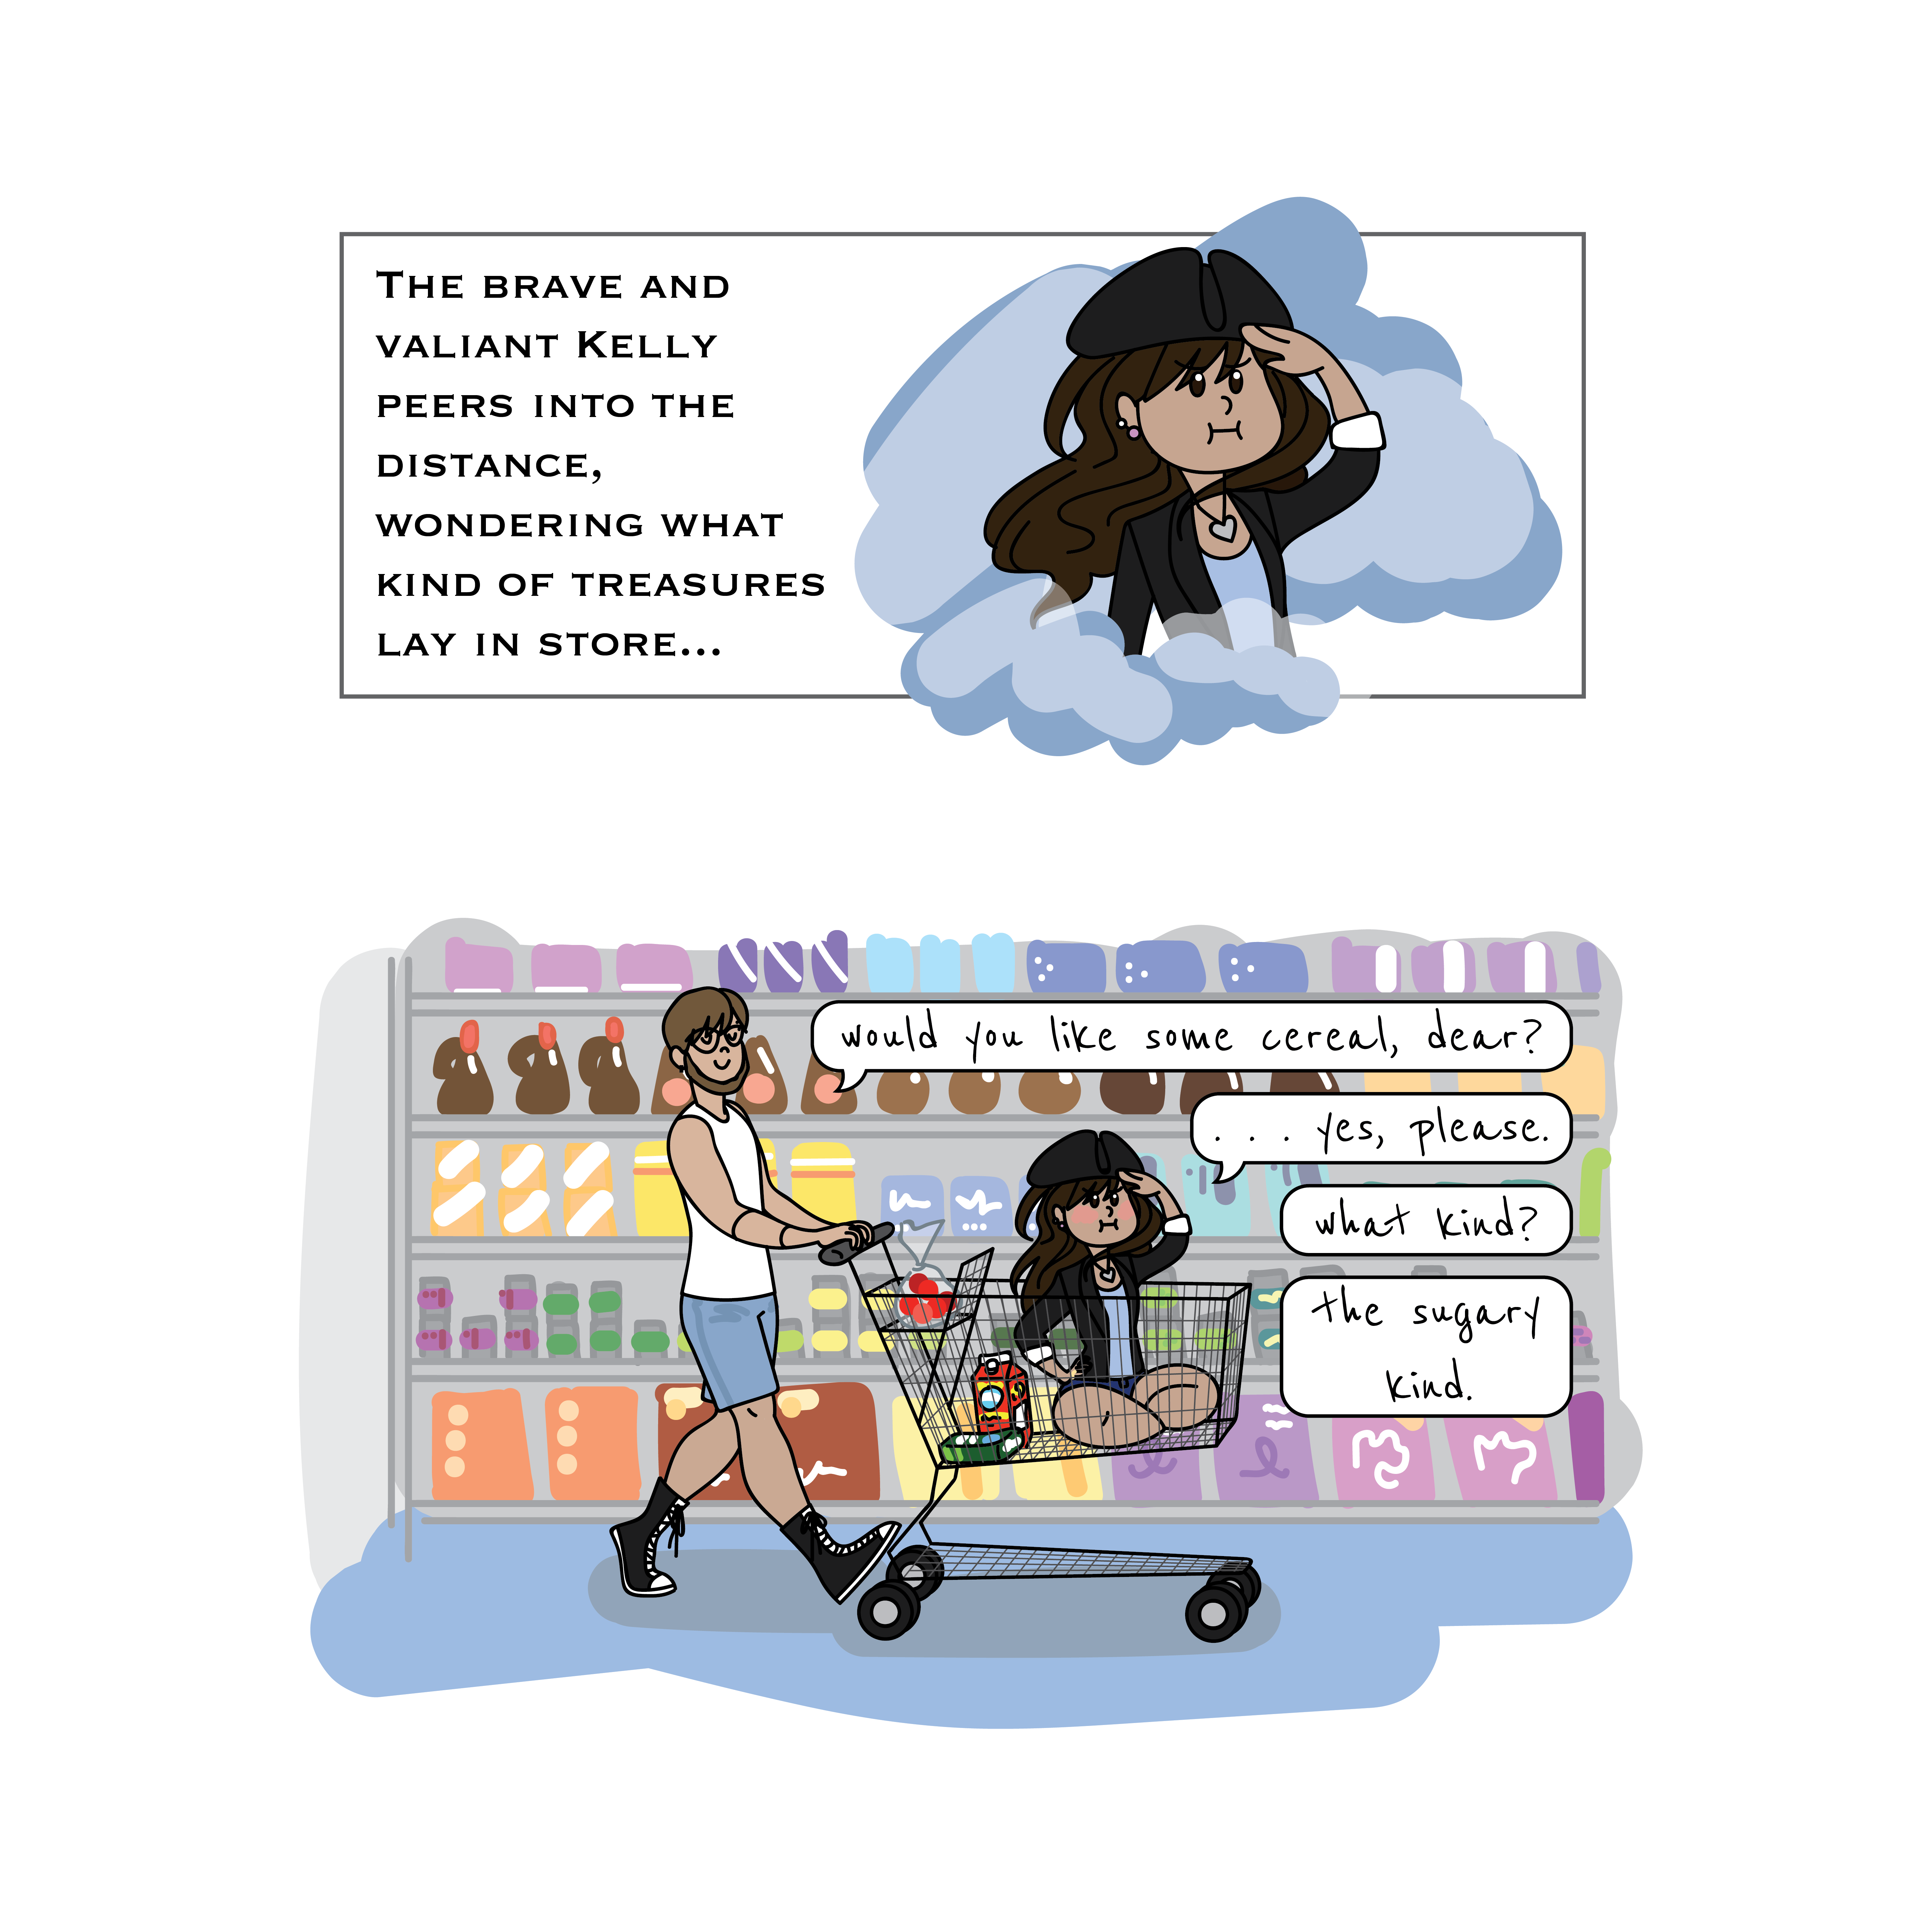 The brave and
valiant Kelly
peers into the
distance,
wondering what
kind of treasures
lay in store...
would you like some cereal, dear?
. . . yes, please.
what kind?
the sugary
kind.